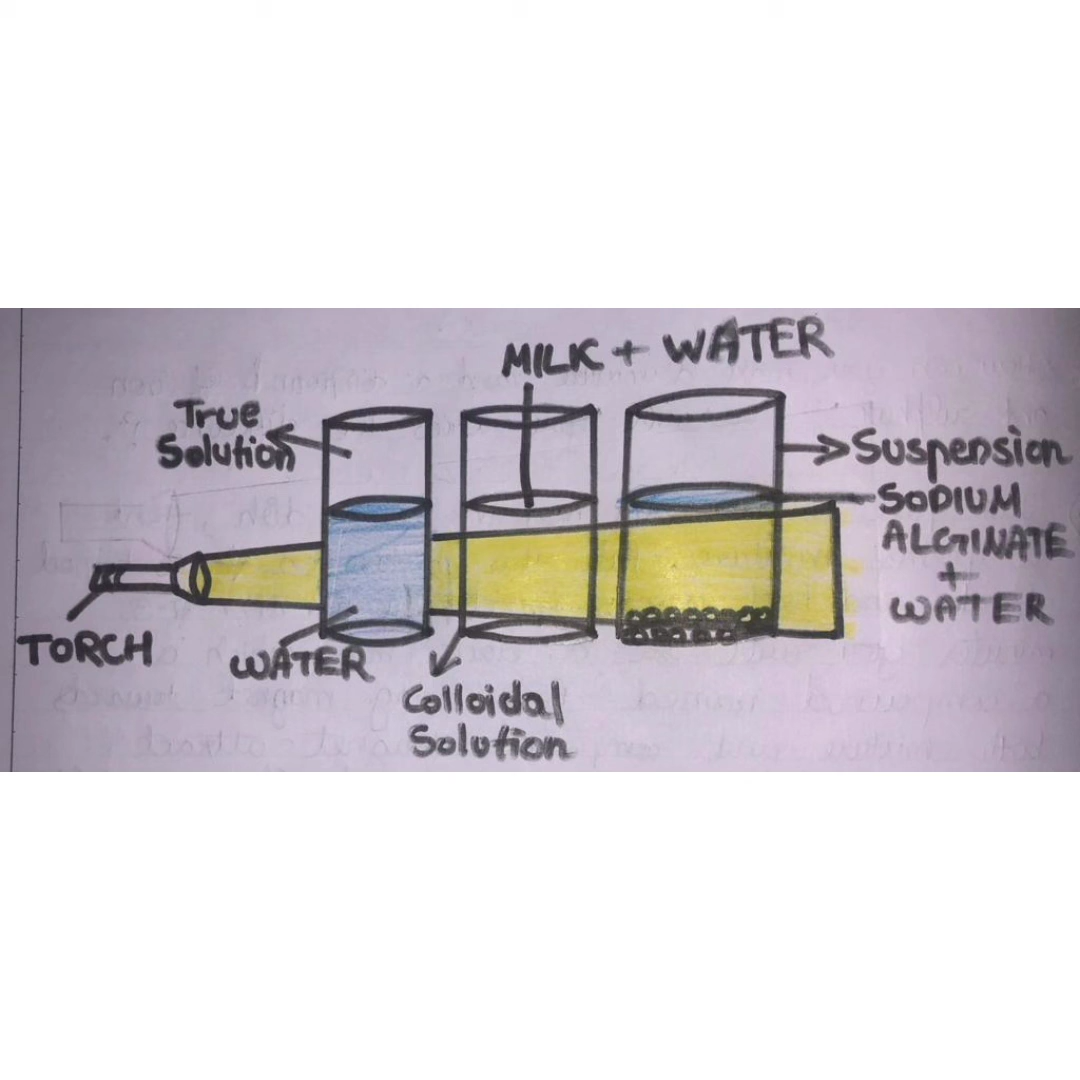 MILK + WATER
True
Solution
Suspension
SODIUM
ALGINATE
+
WATER
TORCH
WATER
Colloidal
Solution